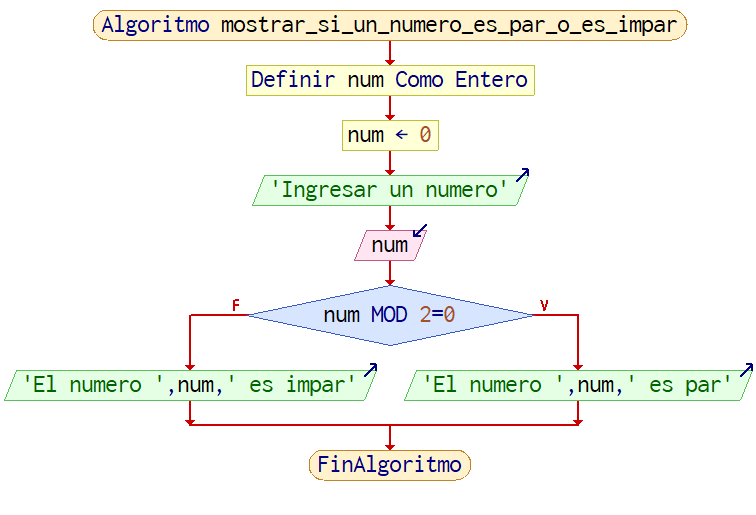 Algoritmo mostrar_si_un_numero_es_par_o_es_impar
Definir num Como Entero
num ← 0
'Ingresar un numero'
num
num MOD 2=0
F
V
'El numero ',num,' es impar'
'El numero ',num,' es par'
FinAlgoritmo